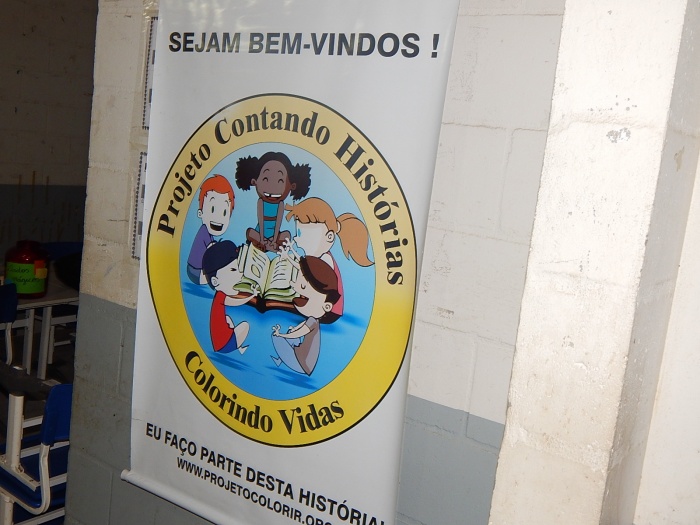 SEJAM BEM-VINDOS !
Projeto Contando Histórias
Colorindo Vidas
EU FAÇO PARTE DESTA HISTÓRIA!
WWW.PROJETOCOLORIR.ORG